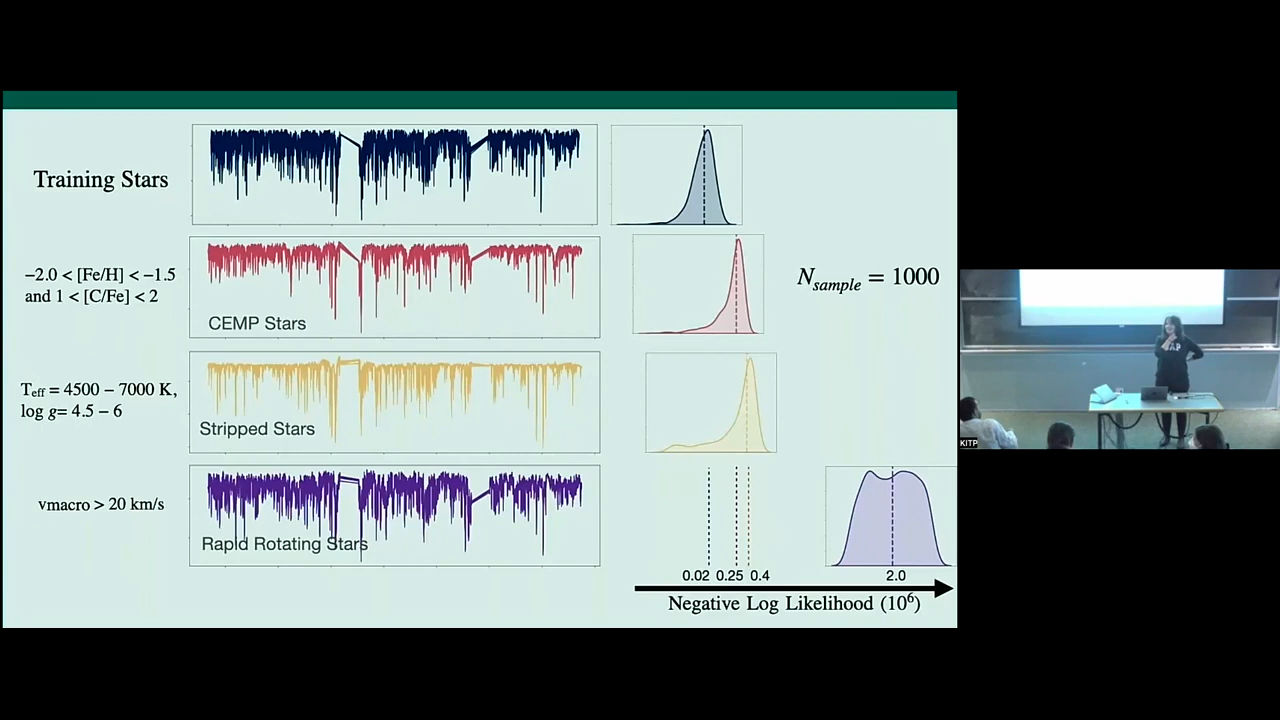 Training Stars
−2.0 < [Fe/H] < −1.5
and 1 < [C/Fe] < 2
CEMP Stars
N_sample = 1000
T_eff = 4500 − 7000 K,
log g= 4.5 − 6
Stripped Stars
vmacro > 20 km/s
Rapid Rotating Stars
0.02 0.25 0.4 2.0
Negative Log Likelihood (10⁶)
KITP